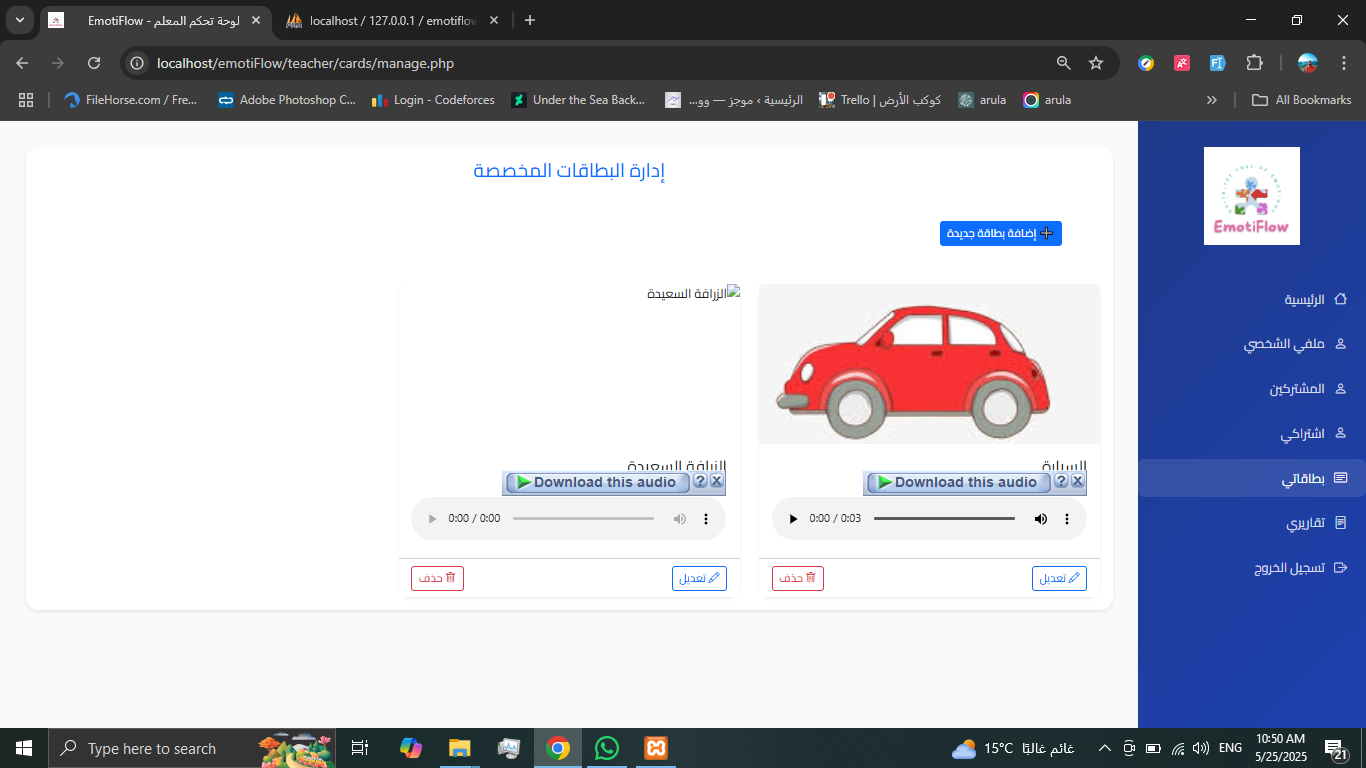 EmotiFlow - لوحة تحكم المعلم
localhost / 127.0.0.1 / emotiflow
localhost/emotiFlow/teacher/cards/manage.php
FileHorse.com / Fre...
Adobe Photoshop C...
Login - Codeforces
Under the Sea Back...
الرئيسية › موجز — وو...
Trello | كوكب الأرض
arula
arula
»
All Bookmarks
إدارة البطاقات المخصصة
إضافة بطاقة جديدة
الزرافة السعيدة
السيارة
Download this audio ? X
0:00 / 0:03
تعديل
حذف
الزرافة السعيدة
Download this audio ? X
0:00 / 0:00
تعديل
حذف
EmotiFlow
الرئيسية
ملفي الشخصي
المشتركين
اشتراكي
بطاقاتي
تقاريري
تسجيل الخروج
Type here to search
15°C غائم غالبًا
ENG
10:50 AM
5/25/2025
21